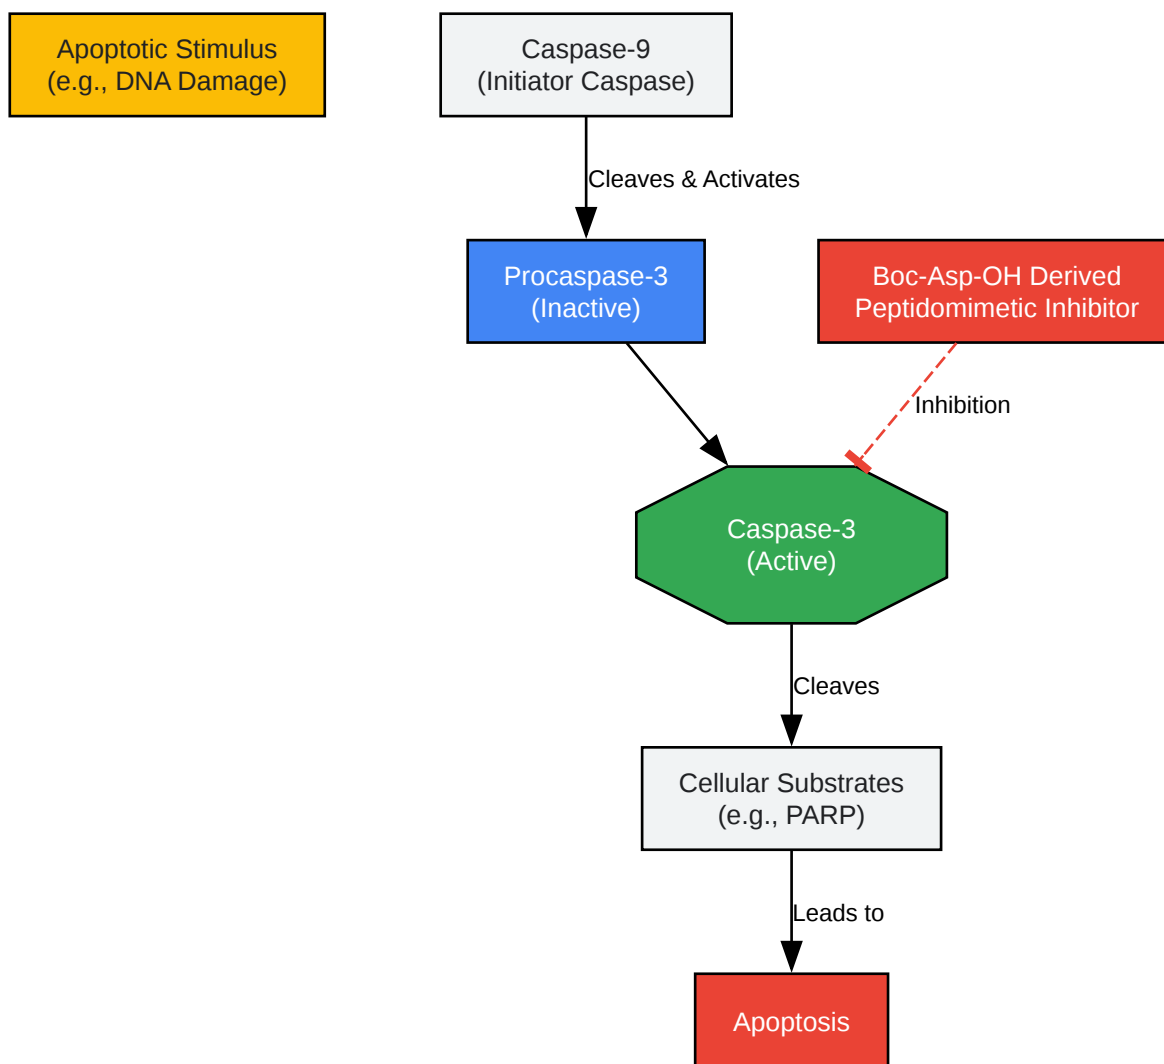 Apoptotic Stimulus
(e.g., DNA Damage)
Caspase-9
(Initiator Caspase)
Cleaves & Activates
Procaspase-3
(Inactive)
Boc-Asp-OH Derived
Peptidomimetic Inhibitor
Inhibition
Caspase-3
(Active)
Cleaves
Cellular Substrates
(e.g., PARP)
Leads to
Apoptosis